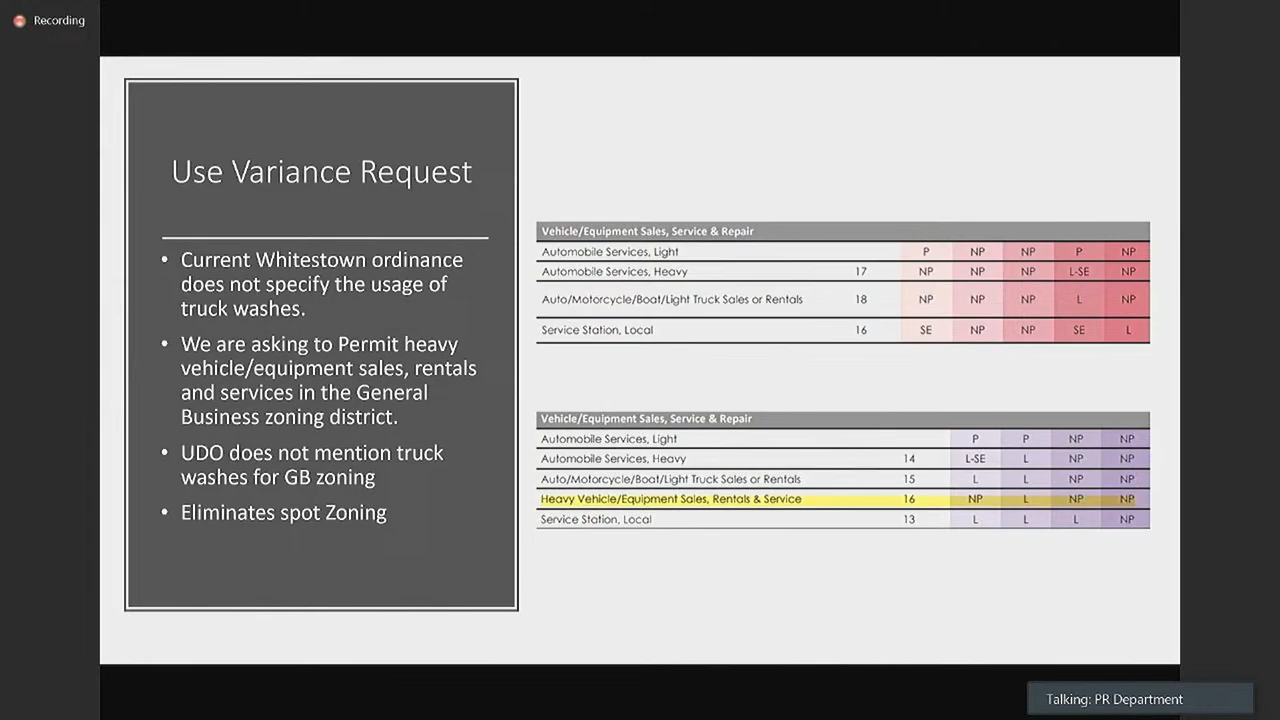 Recording
Use Variance Request
• Current Whitestown ordinance
does not specify the usage of
truck washes.
• We are asking to Permit heavy
vehicle/equipment sales, rentals
and services in the General
Business zoning district.
• UDO does not mention truck
washes for GB zoning
• Eliminates spot Zoning
Vehicle/Equipment Sales, Service & Repair
Automobile Services, Light P NP NP P NP
Automobile Services, Heavy 17 NP NP NP L-SE NP
Auto/Motorcycle/Boat/Light Truck Sales or Rentals 18 NP NP NP L NP
Service Station, Local 16 SE NP NP SE L
Vehicle/Equipment Sales, Service & Repair
Automobile Services, Light P P NP NP
Automobile Services, Heavy 14 L-SE L NP NP
Auto/Motorcycle/Boat/Light Truck Sales or Rentals 15 L L NP NP
Heavy Vehicle/Equipment Sales, Rentals & Service 16 NP L NP NP
Service Station, Local 13 L L L NP
Talking: PR Department